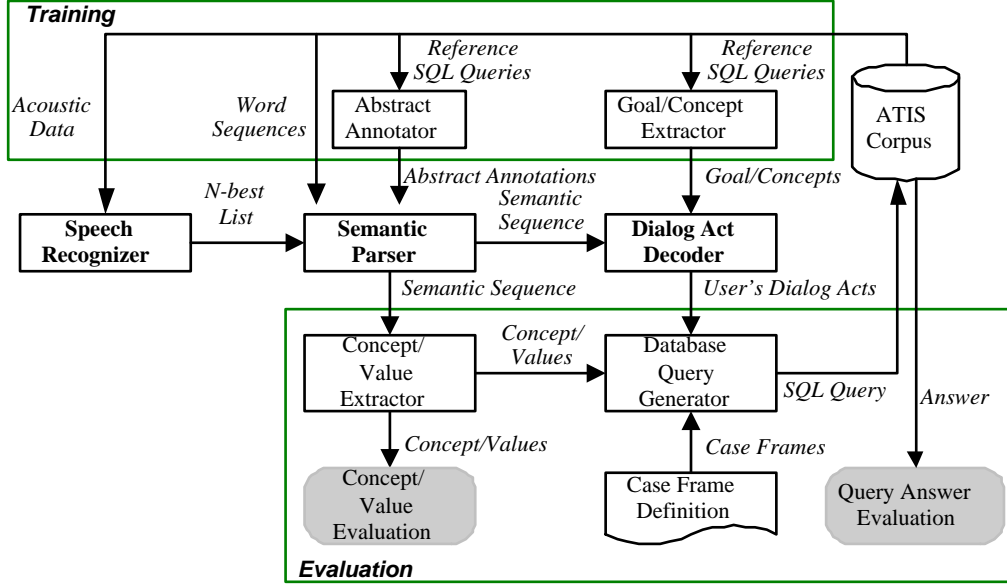 Training
Reference
SQL Queries
Reference
SQL Queries
Acoustic
Data
Word
Sequences
Abstract
Annotator
Goal/Concept
Extractor
ATIS
Corpus
Abstract Annotations
Goal/Concepts
N-best
List
Semantic
Sequence
Speech
Recognizer
Semantic
Parser
Dialog Act
Decoder
Semantic Sequence
User's Dialog Acts
Concept/
Value
Extractor
Concept/
Values
Database
Query
Generator
SQL Query
Answer
Concept/Values
Case Frames
Concept/
Value
Evaluation
Case Frame
Definition
Query Answer
Evaluation
Evaluation